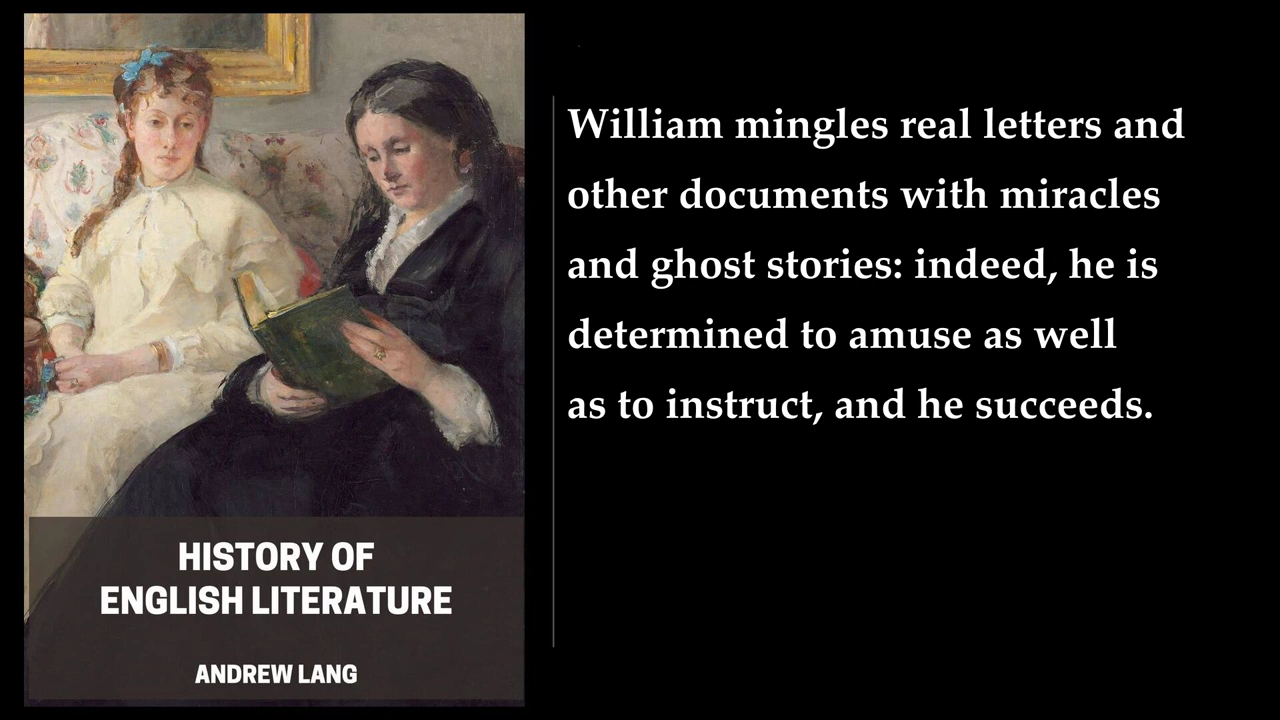 William mingles real letters and
other documents with miracles
and ghost stories: indeed, he is
determined to amuse as well
as to instruct, and he succeeds.
HISTORY OF
ENGLISH LITERATURE
ANDREW LANG